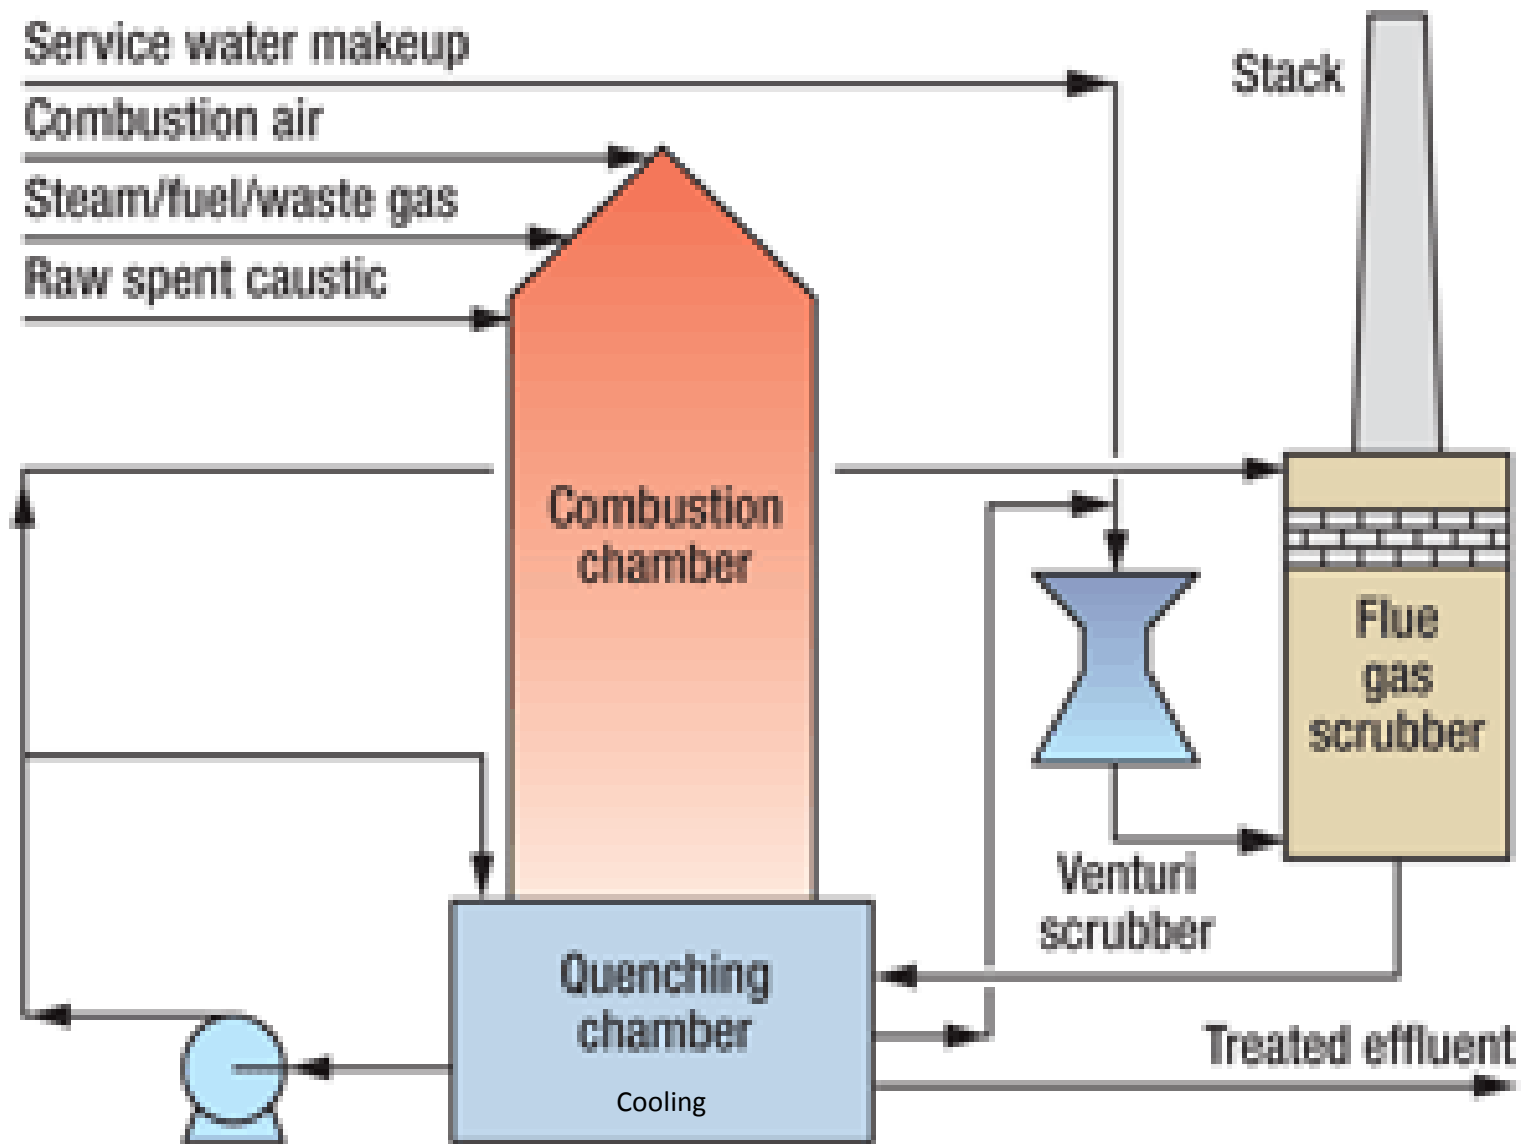 Service water makeup
Combustion air
Steam/fuel/waste gas
Raw spent caustic
Stack
Combustion
chamber
Flue
gas
scrubber
Venturi
scrubber
Quenching
chamber
Cooling
Treated effluent